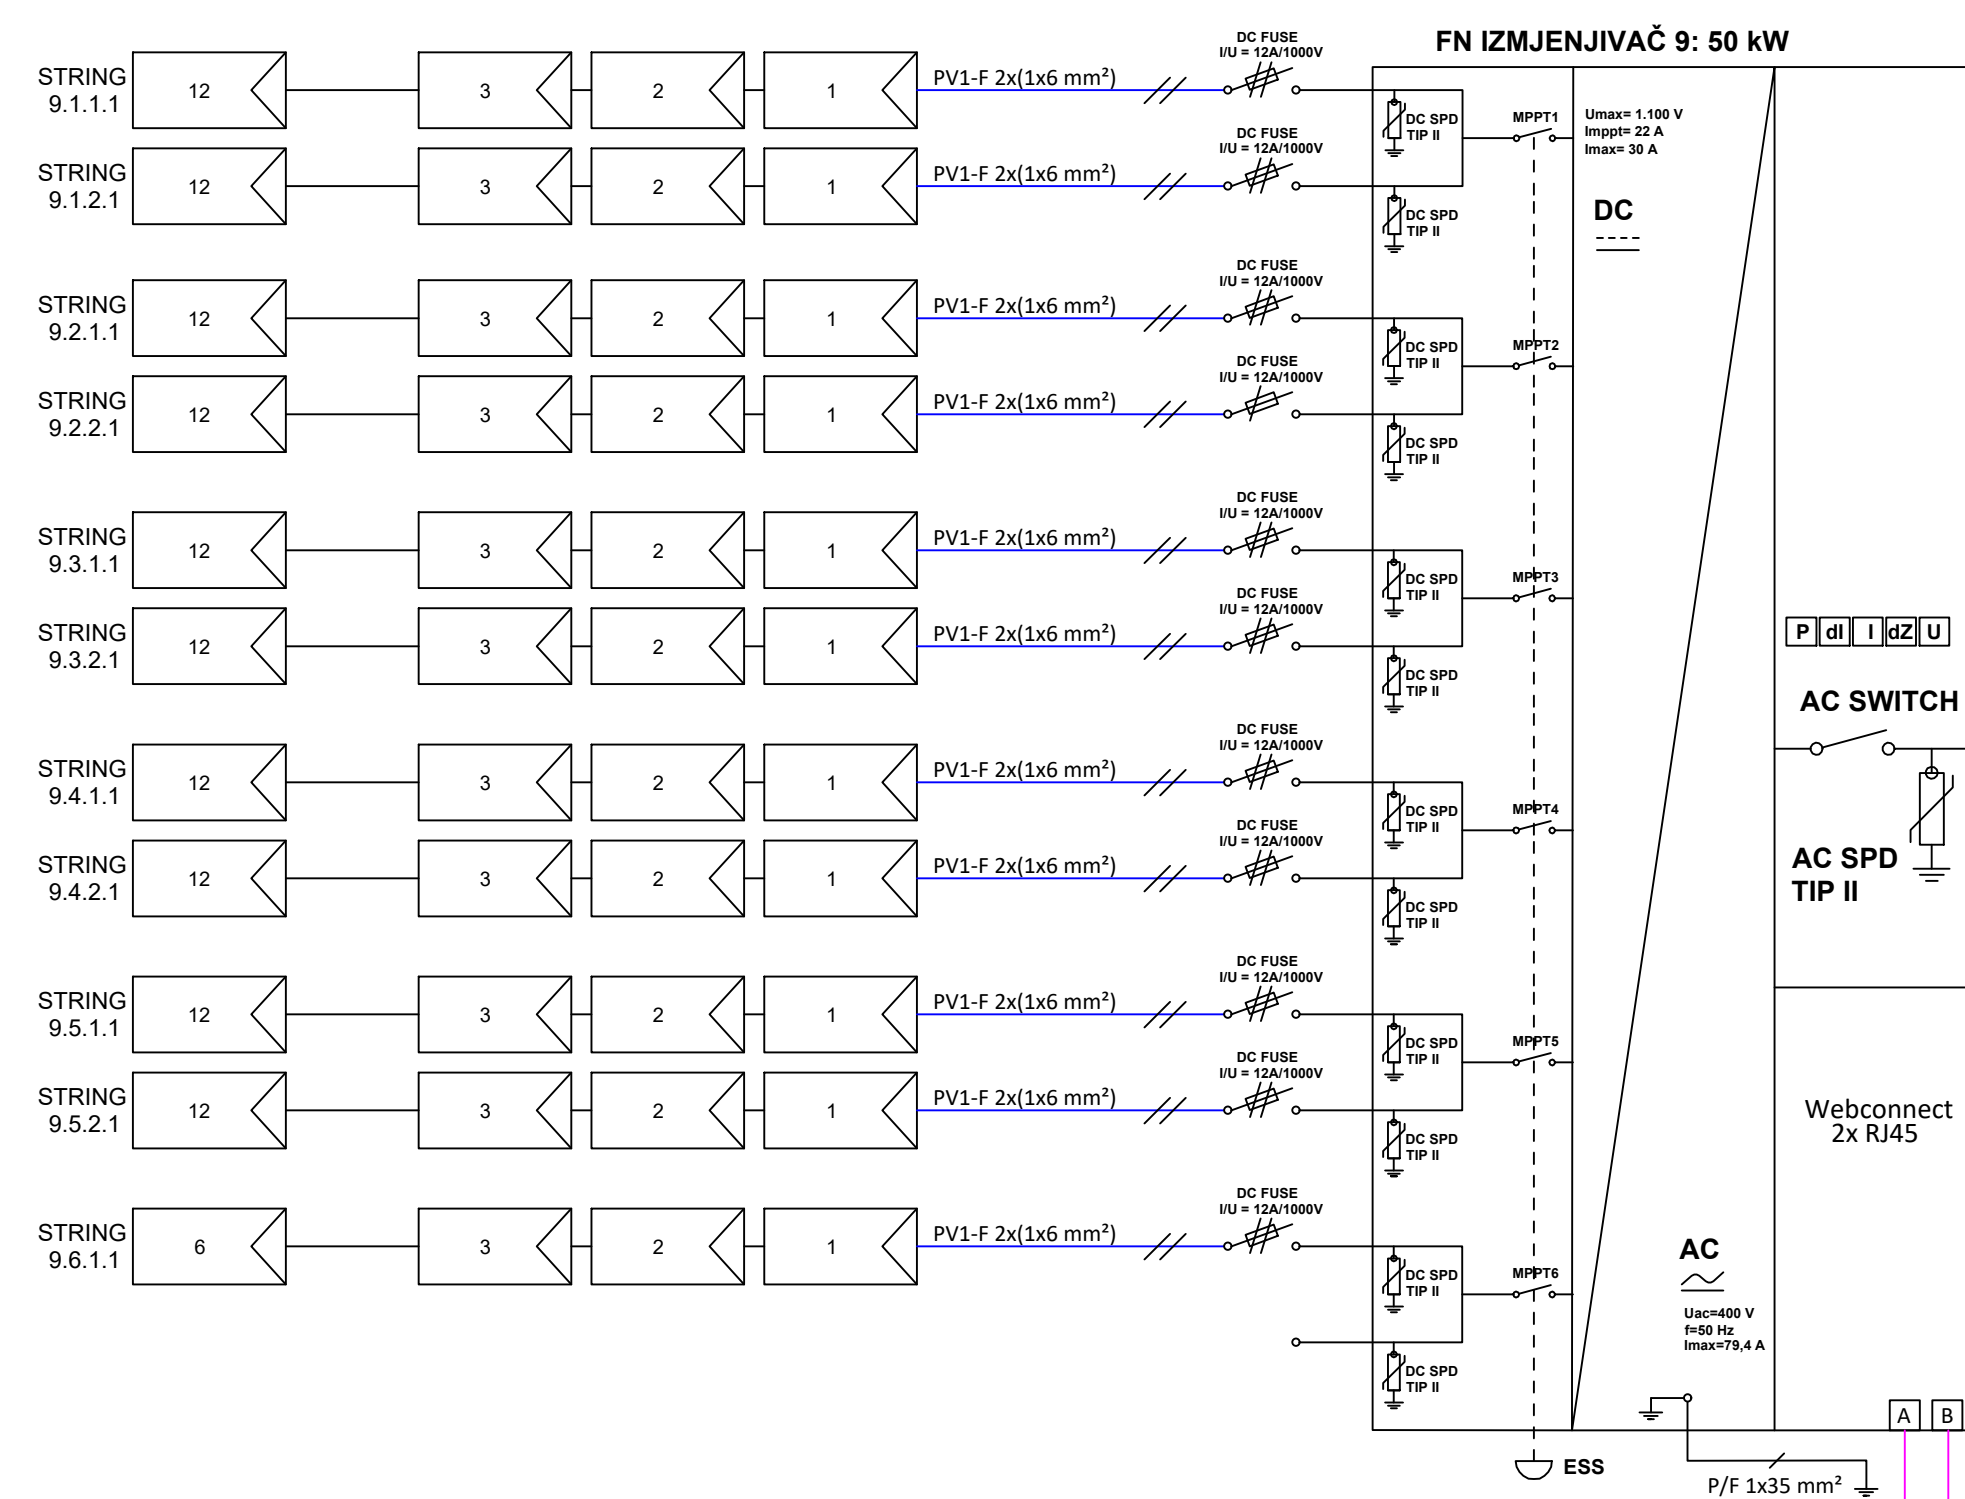 FN IZMJENJIVAČ 9: 50 kW
STRING
9.1.1.1
12
3
2
1
PV1-F 2x(1x6 mm²)
DC FUSE
I/U = 12A/1000V
DC SPD
TIP II
MPPT1
Umax= 1.100 V
Imppt= 22 A
Imax= 30 A
STRING
9.1.2.1
12
3
2
1
PV1-F 2x(1x6 mm²)
DC FUSE
I/U = 12A/1000V
DC SPD
TIP II
DC
STRING
9.2.1.1
12
3
2
1
PV1-F 2x(1x6 mm²)
DC FUSE
I/U = 12A/1000V
DC SPD
TIP II
MPPT2
STRING
9.2.2.1
12
3
2
1
PV1-F 2x(1x6 mm²)
DC FUSE
I/U = 12A/1000V
DC SPD
TIP II
STRING
9.3.1.1
12
3
2
1
PV1-F 2x(1x6 mm²)
DC FUSE
I/U = 12A/1000V
DC SPD
TIP II
MPPT3
STRING
9.3.2.1
12
3
2
1
PV1-F 2x(1x6 mm²)
DC FUSE
I/U = 12A/1000V
DC SPD
TIP II
P dI I dZ U
AC SWITCH
STRING
9.4.1.1
12
3
2
1
PV1-F 2x(1x6 mm²)
DC FUSE
I/U = 12A/1000V
DC SPD
TIP II
MPPT4
STRING
9.4.2.1
12
3
2
1
PV1-F 2x(1x6 mm²)
DC FUSE
I/U = 12A/1000V
DC SPD
TIP II
AC SPD
TIP II
STRING
9.5.1.1
12
3
2
1
PV1-F 2x(1x6 mm²)
DC FUSE
I/U = 12A/1000V
DC SPD
TIP II
MPPT5
STRING
9.5.2.1
12
3
2
1
PV1-F 2x(1x6 mm²)
DC FUSE
I/U = 12A/1000V
DC SPD
TIP II
Webconnect
2x RJ45
STRING
9.6.1.1
6
3
2
1
PV1-F 2x(1x6 mm²)
DC FUSE
I/U = 12A/1000V
DC SPD
TIP II
MPPT6
AC
Uac=400 V
f=50 Hz
Imax=79,4 A
DC SPD
TIP II
A B
ESS
P/F 1x35 mm²